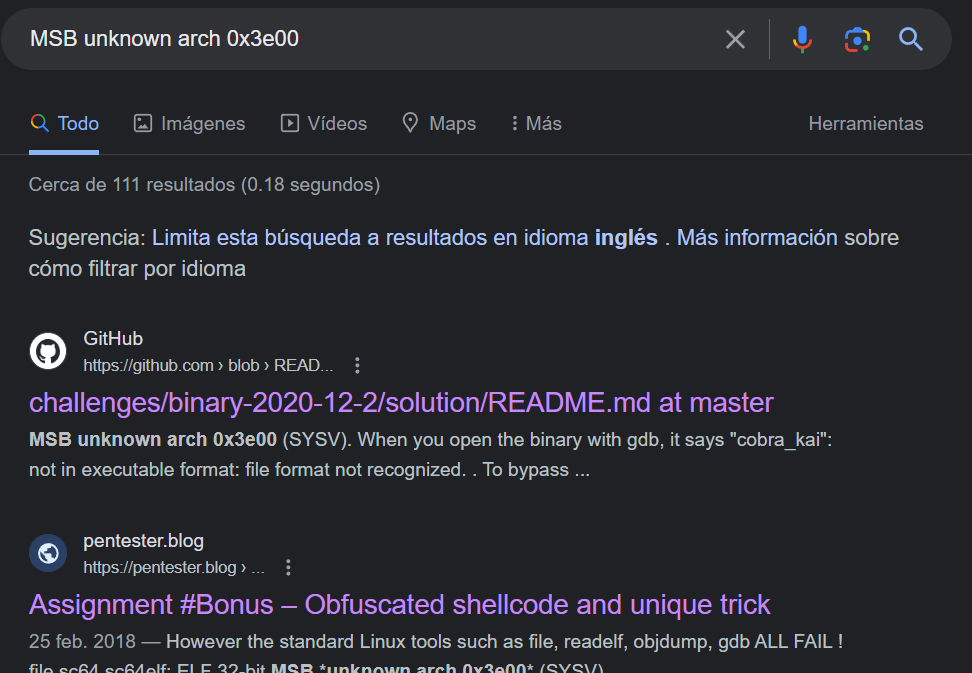 MSB unknown arch 0x3e00
Todo Imágenes Vídeos Maps Más Herramientas
Cerca de 111 resultados (0.18 segundos)
Sugerencia: Limita esta búsqueda a resultados en idioma inglés . Más información sobre
cómo filtrar por idioma
GitHub
https://github.com › blob › READ...
challenges/binary-2020-12-2/solution/README.md at master
MSB unknown arch 0x3e00 (SYSV). When you open the binary with gdb, it says "cobra_kai":
not in executable format: file format not recognized. . To bypass ...
pentester.blog
https://pentester.blog › ...
Assignment #Bonus – Obfuscated shellcode and unique trick
25 feb. 2018 — However the standard Linux tools such as file, readelf, objdump, gdb ALL FAIL !
file sc64 sc64elf: ELF 32-bit MSB *unknown arch 0x3e00* (SYSV)